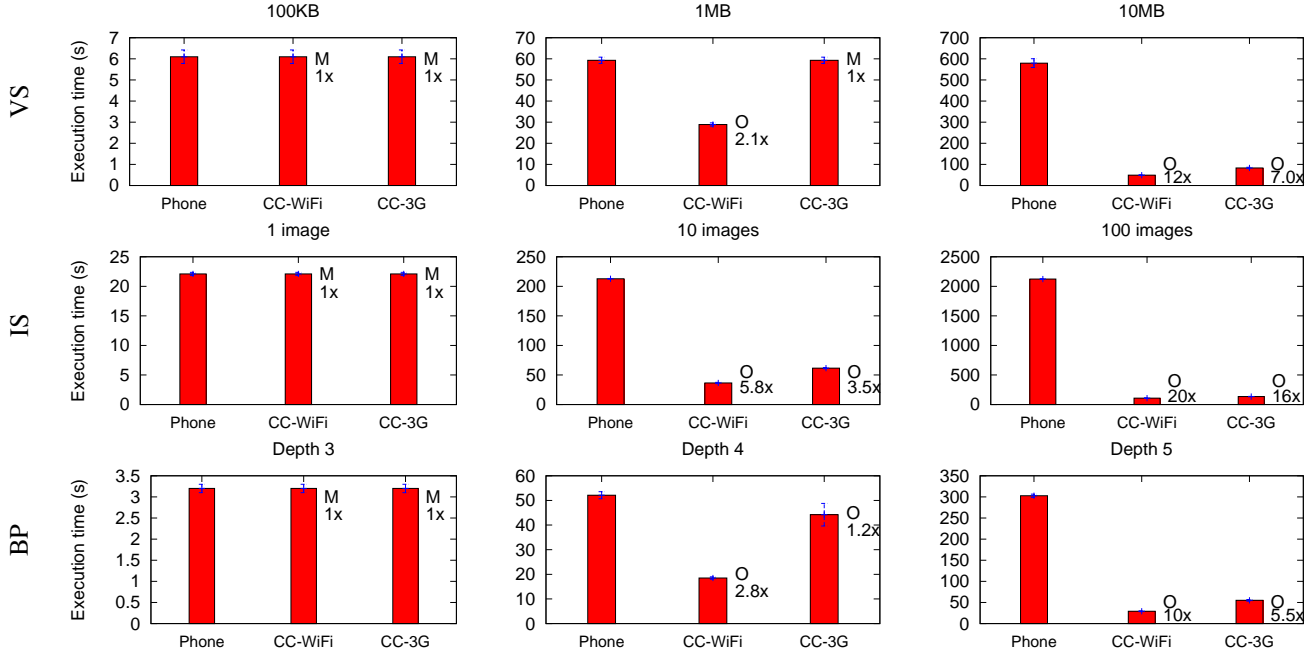 100KB
1MB
10MB
VS
Execution time (s)
7
6
5
4
3
2
1
0
M
1x
M
1x
Phone
CC-WiFi
CC-3G
70
60
50
40
30
20
10
0
O
2.1x
M
1x
Phone
CC-WiFi
CC-3G
700
600
500
400
300
200
100
0
O
12x
O
7.0x
Phone
CC-WiFi
CC-3G
1 image
10 images
100 images
IS
Execution time (s)
25
20
15
10
5
0
M
1x
M
1x
Phone
CC-WiFi
CC-3G
250
200
150
100
50
0
O
5.8x
O
3.5x
Phone
CC-WiFi
CC-3G
2500
2000
1500
1000
500
0
O
20x
O
16x
Phone
CC-WiFi
CC-3G
Depth 3
Depth 4
Depth 5
BP
Execution time (s)
3.5
3
2.5
2
1.5
1
0.5
0
M
1x
M
1x
Phone
CC-WiFi
CC-3G
60
50
40
30
20
10
0
O
2.8x
O
1.2x
Phone
CC-WiFi
CC-3G
350
300
250
200
150
100
50
0
O
10x
O
5.5x
Phone
CC-WiFi
CC-3G